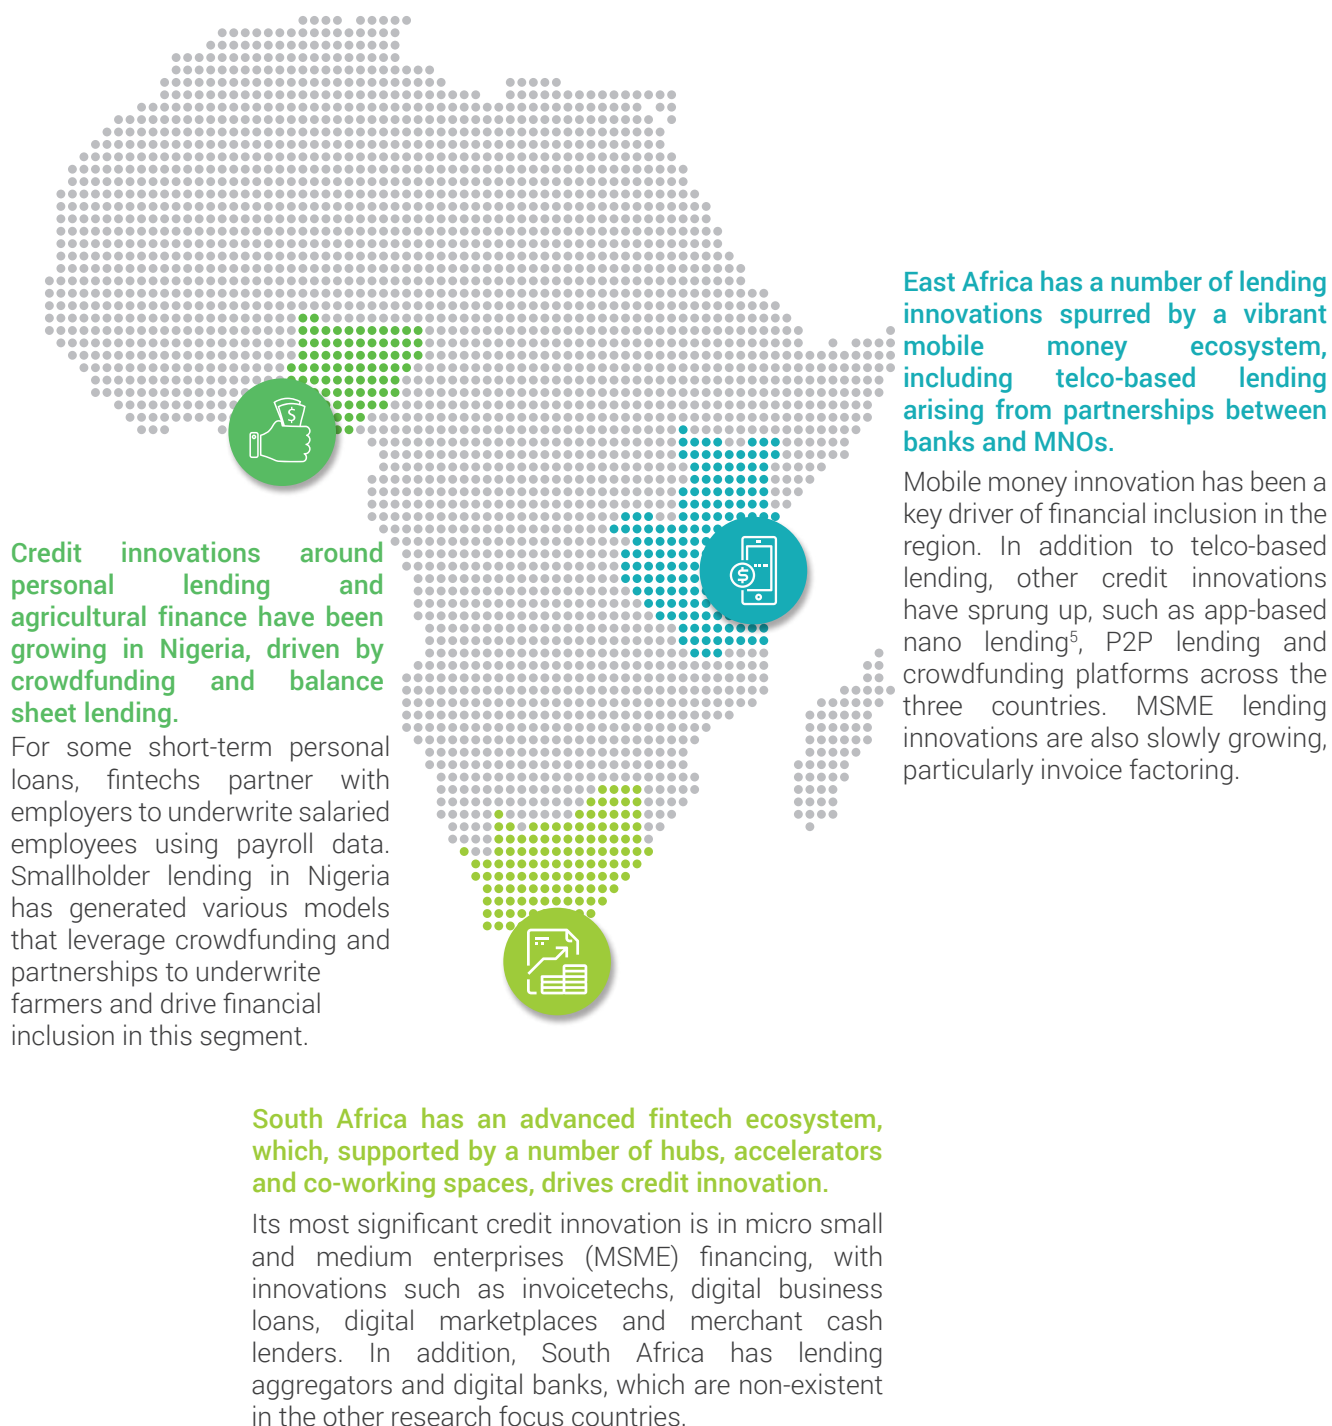 East Africa has a number of lending
innovations spurred by a vibrant
mobile money ecosystem,
including telco-based lending
arising from partnerships between
banks and MNOs.
Mobile money innovation has been a
key driver of financial inclusion in the
region. In addition to telco-based
lending, other credit innovations
have sprung up, such as app-based
nano lending⁵, P2P lending and
crowdfunding platforms across the
three countries. MSME lending
innovations are also slowly growing,
particularly invoice factoring.
Credit innovations around
personal lending and
agricultural finance have been
growing in Nigeria, driven by
crowdfunding and balance
sheet lending.
For some short-term personal
loans, fintechs partner with
employers to underwrite salaried
employees using payroll data.
Smallholder lending in Nigeria
has generated various models
that leverage crowdfunding and
partnerships to underwrite
farmers and drive financial
inclusion in this segment.
South Africa has an advanced fintech ecosystem,
which, supported by a number of hubs, accelerators
and co-working spaces, drives credit innovation.
Its most significant credit innovation is in micro small
and medium enterprises (MSME) financing, with
innovations such as invoicetechs, digital business
loans, digital marketplaces and merchant cash
lenders. In addition, South Africa has lending
aggregators and digital banks, which are non-existent
in the other research focus countries.